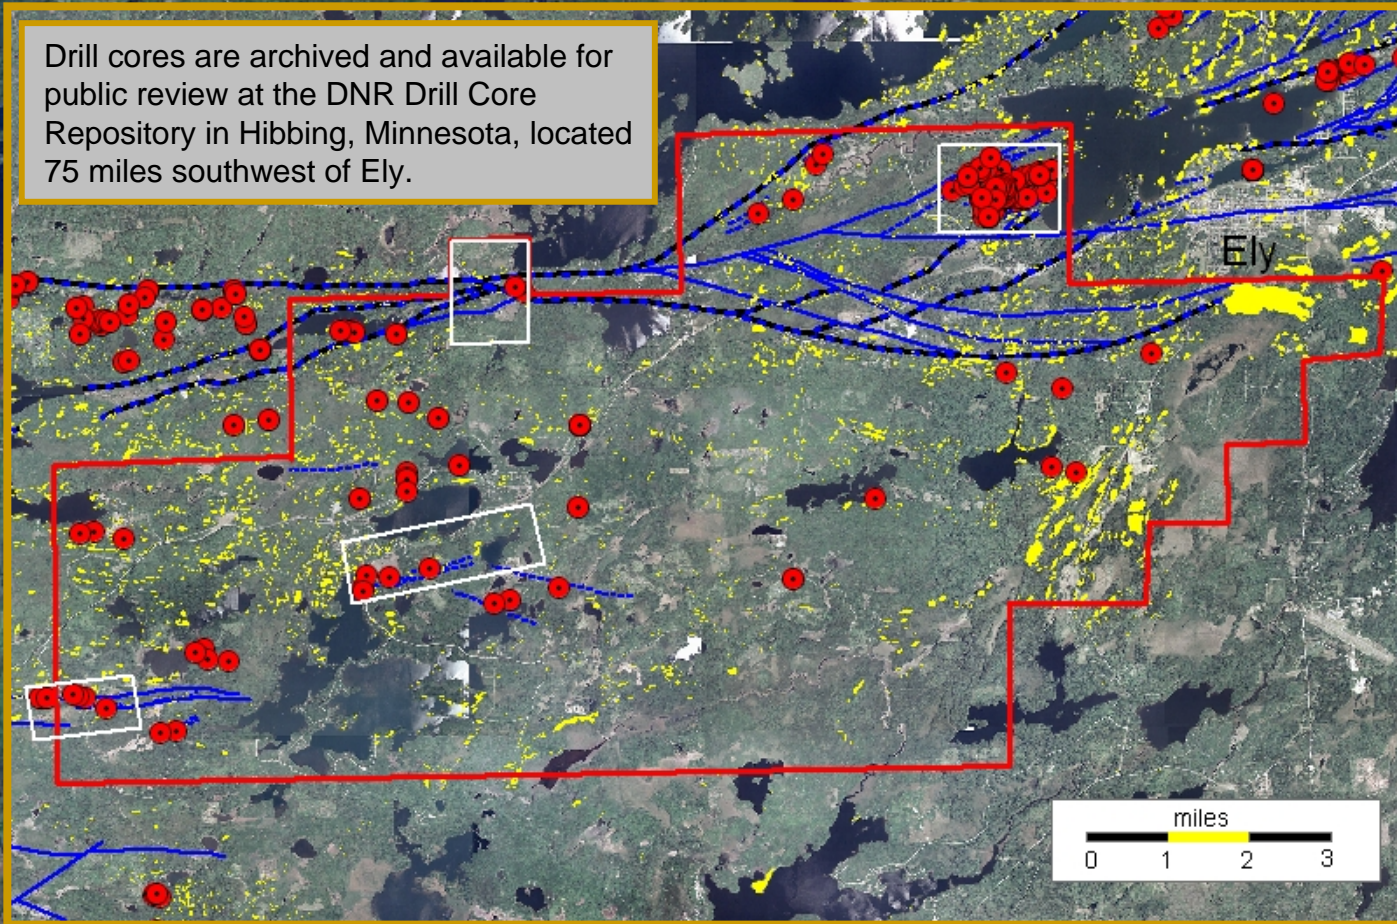 Drill cores are archived and available for
public review at the DNR Drill Core
Repository in Hibbing, Minnesota, located
75 miles southwest of Ely.
Ely
miles
0 1 2 3